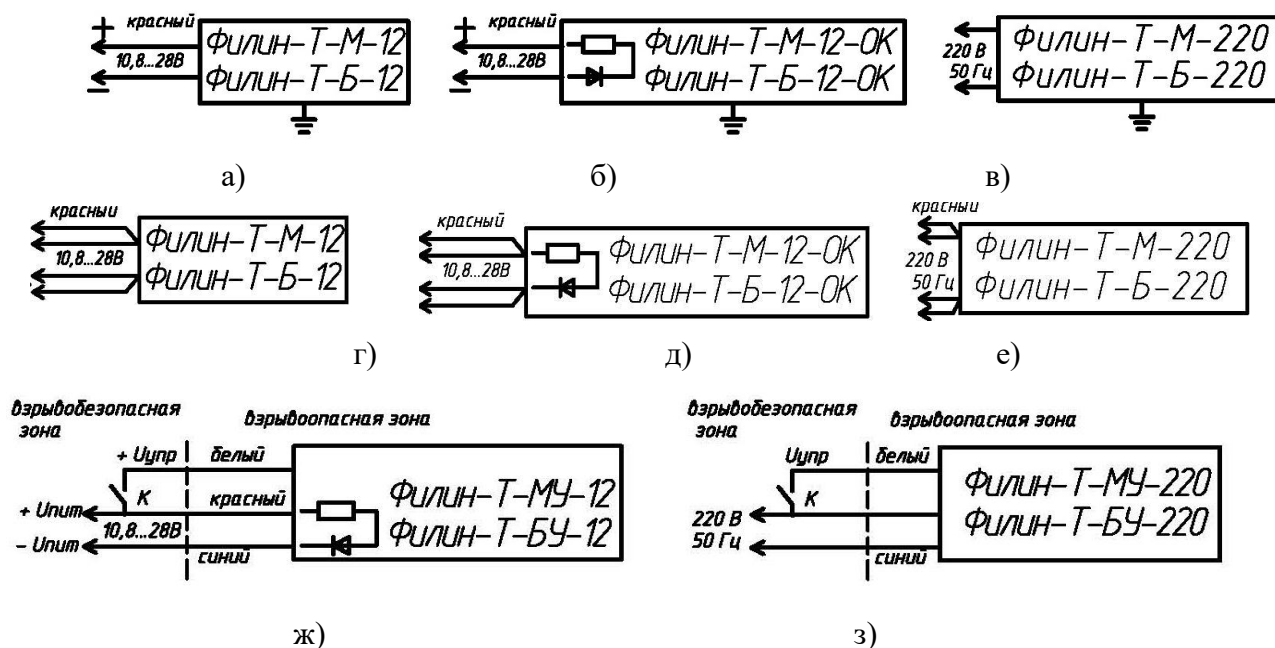 + красный
10,8...28В
−
Филин-Т-М-12
Филин-Т-Б-12
+ красный
10,8...28В
−
Филин-Т-М-12-ОК
Филин-Т-Б-12-ОК
220 В
50 Гц
Филин-Т-М-220
Филин-Т-Б-220
а)
б)
в)
красный
10,8...28В
Филин-Т-М-12
Филин-Т-Б-12
красный
10,8...28В
Филин-Т-М-12-ОК
Филин-Т-Б-12-ОК
красный
220 В
50 Гц
Филин-Т-М-220
Филин-Т-Б-220
г)
д)
е)
взрывобезопасная
зона
взрывоопасная зона
+ Uупр
белый
К
красный
+ Uпит
10,8...28В
− Uпит
синий
Филин-Т-МУ-12
Филин-Т-БУ-12
взрывобезопасная
зона
взрывоопасная зона
Uупр
белый
К
220 В
50 Гц
синий
Филин-Т-МУ-220
Филин-Т-БУ-220
ж)
з)